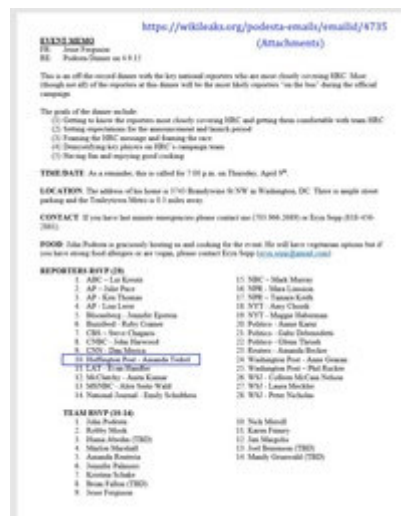 https://wikileaks.org/podesta-emails/emailid/4735
(Attachments)
EVENT MEMO
FR: Jesse Ferguson
RE: Podesta Dinner on 4.9.15
This is an off the record dinner with the key national reporters who are most closely covering HRC. Most
(though not all) of the reporters at this dinner will be the most likely reporters "on the bus" during the official
campaign.
The goals of the dinner include:
(1) Getting to know the reporters most closely covering HRC and getting them comfortable with team HRC
(2) Setting expectations for the announcement and launch period
(3) Framing the HRC message and framing the race
(4) Demystifying key players on HRC's campaign team
(5) Having fun and enjoying good cooking
TIME/DATE: As a reminder, this is called for 7:00 p.m. on Thursday, April 9th.
LOCATION: The address of his home is in Washington, DC. There is ample street
parking and the Tenleytown Metro is 0.3 miles away.
CONTACT: If you have last minute emergencies please contact me or Eryn Sepp
FOOD: John Podesta is graciously hosting us and cooking for the event. He will have vegetarian options but if
you have strong food allergies or are vegan, please contact Eryn Sepp
REPORTERS RSVP (28)
1. ABC – Liz Kreutz
2. AP – Julie Pace
3. AP – Ken Thomas
4. AP – Lisa Lerer
5. Bloomberg – Jennifer Epstein
6. Buzzfeed – Ruby Cramer
7. CBS – Steve Chagaris
8. CNBC – John Harwood
9. CNN – Dan Merica
10. Huffington Post – Amanda Terkel
11. LAT – Evan Handler
12. McClatchy – Anita Kumar
13. MSNBC – Alex Seitz-Wald
14. National Journal – Emily Schultheis
15. NBC – Mark Murray
16. NPR – Mara Liasson
17. NPR – Tamara Keith
18. NYT – Amy Chozik
19. NYT – Maggie Haberman
20. Politico – Annie Karni
21. Politico – Gabe Debenedetti
22. Politico – Glenn Thrush
23. Reuters – Amanda Becker
24. Washington Post – Anne Gearan
25. Washington Post – Phil Rucker
26. WSJ – Colleen McCain Nelson
27. WSJ – Laura Meckler
28. WSJ – Peter Nicholas
TEAM RSVP
1. John Podesta
2. Robby Mook
3. Huma Abedin (TBD)
4. Marlon Marshall
5. Amanda Renteria
6. Jennifer Palmieri
7. Kristina Schake
8. Brian Fallon (TBD)
9. Jesse Ferguson
10. Nick Merrill
11. Karen Finney
12. Jim Margolis
13. Joel Benenson (TBD)
14. Mandy Grunwald (TBD)